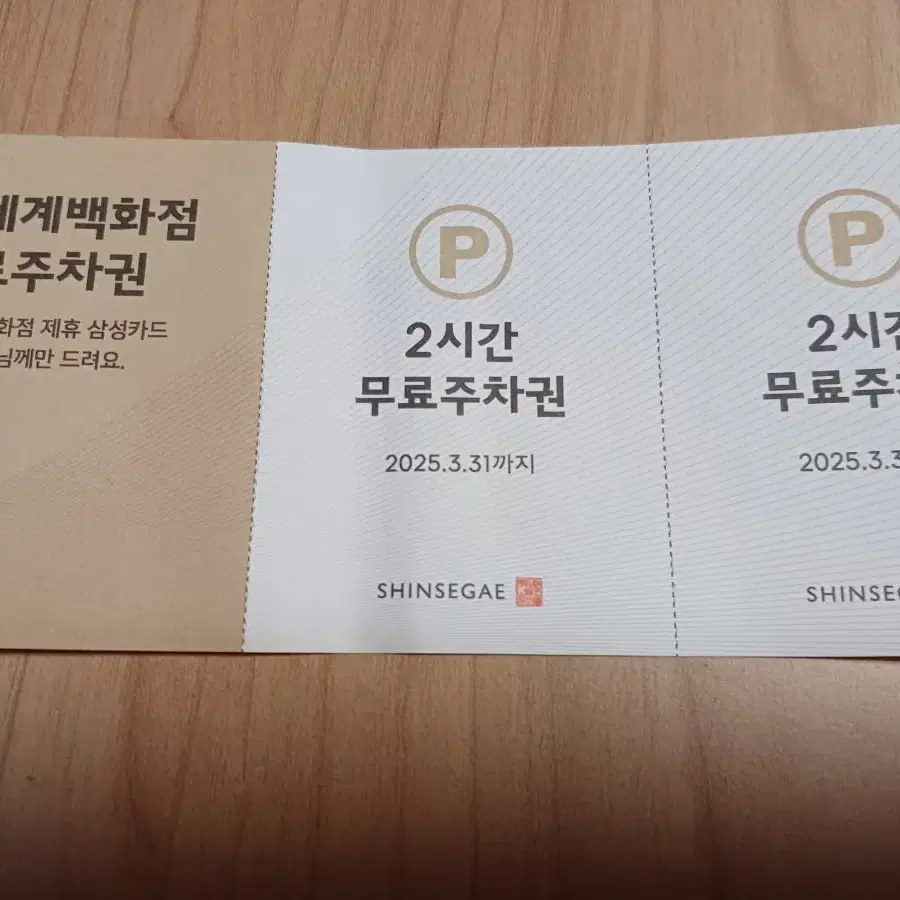 세계백화점
료주차권
화점 제휴 삼성카드
님께만 드려요.
P
2시간
무료주차권
2025.3.31까지
SHINSEGAE
P
2시간
무료주
2025.3.3
SHINSEG